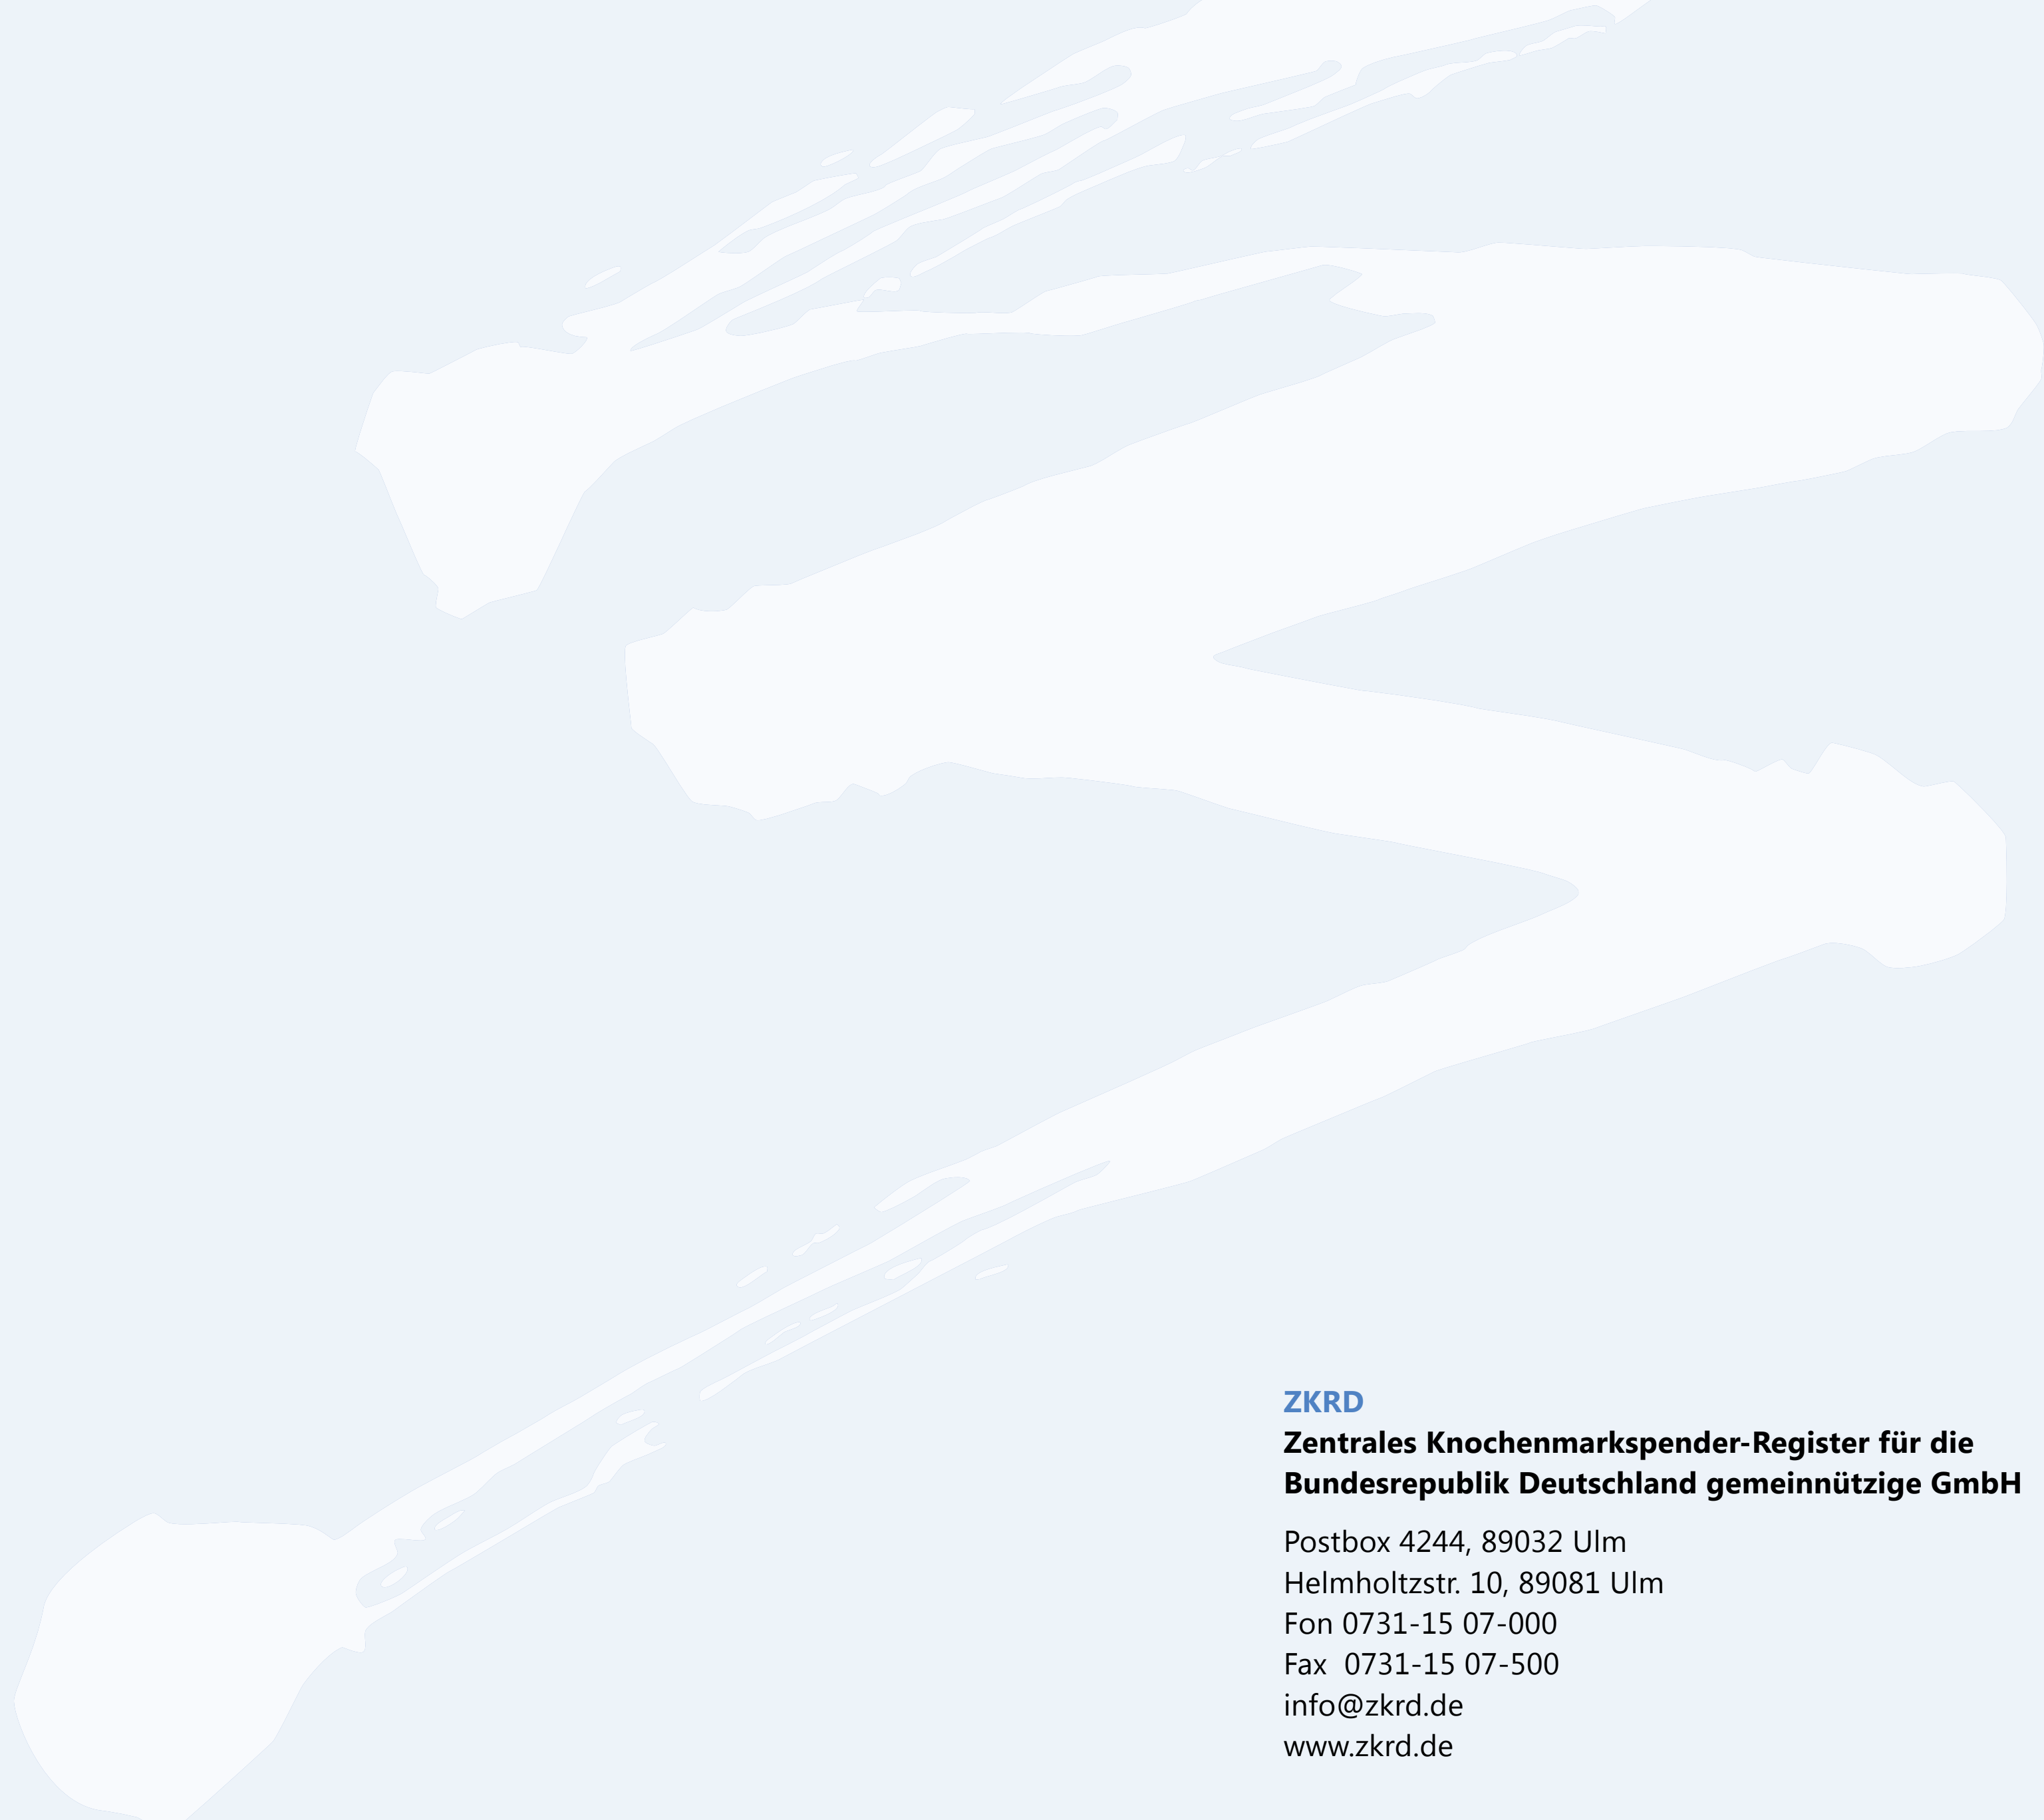 ZKRD
Zentrales Knochenmarkspender-Register für die
Bundesrepublik Deutschland gemeinnützige GmbH
Postbox 4244, 89032 Ulm
Helmholtzstr. 10, 89081 Ulm
Fon 0731-15 07-000
Fax  0731-15 07-500
info@zkrd.de
www.zkrd.de